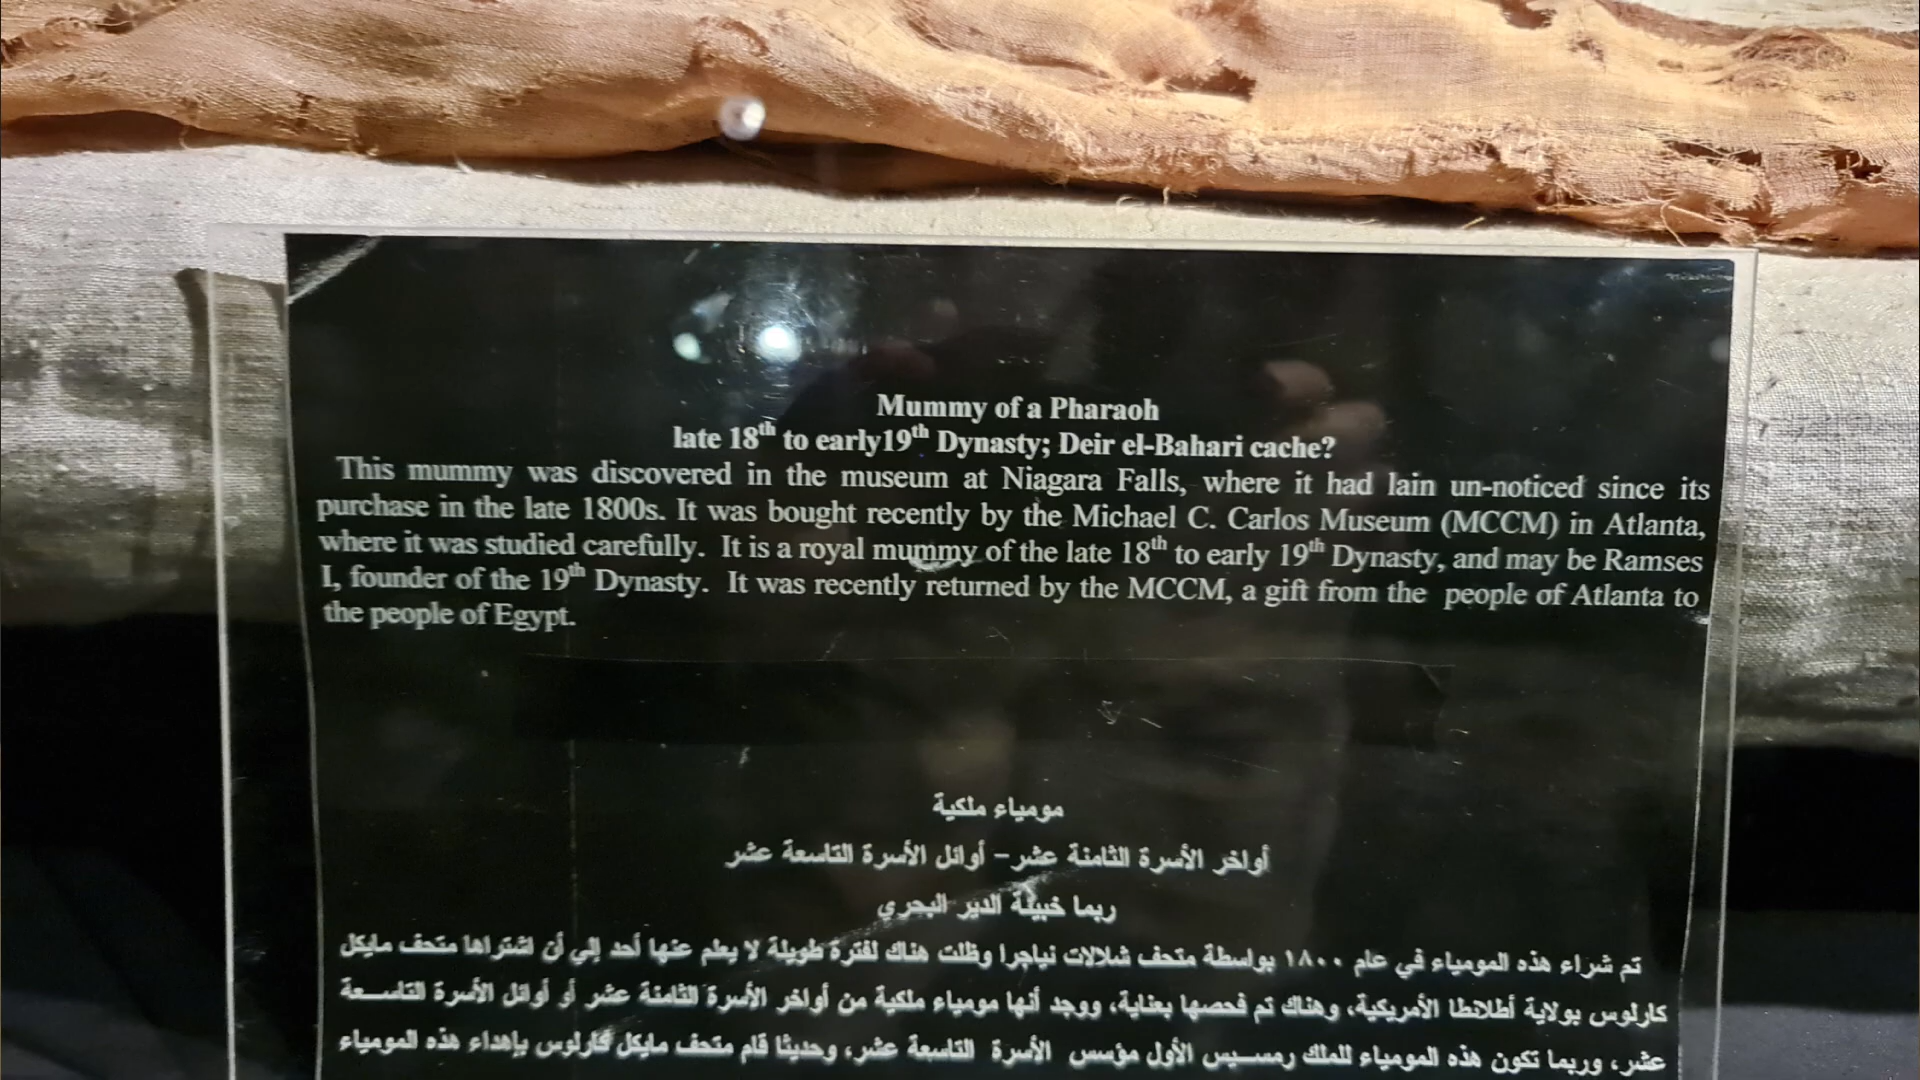 Mummy of a Pharaoh
late 18th to early19th Dynasty; Deir el-Bahari cache?
This mummy was discovered in the museum at Niagara Falls, where it had lain un-noticed since its
purchase in the late 1800s. It was bought recently by the Michael C. Carlos Museum (MCCM) in Atlanta,
where it was studied carefully. It is a royal mummy of the late 18th to early 19th Dynasty, and may be Ramses
I, founder of the 19th Dynasty. It was recently returned by the MCCM, a gift from the people of Atlanta to
the people of Egypt.
مومياء ملكية
أواخر الأسرة الثامنة عشر– أوائل الأسرة التاسعة عشر
ربما خبيئة الدير البحري
تم شراء هذه المومياء في عام ١٨٠٠ بواسطة متحف شلالات نياجرا وظلت هناك لفترة طويلة لا يعلم عنها أحد إلي أن اشتراها متحف مايكل
كارلوس بولاية أطلانطا الأمريكية، وهناك تم فحصها بعناية، ووجد أنها مومياء ملكية من أواخر الأسرة الثامنة عشر أو أوائل الأسرة التاســعة
عشر، وربما تكون هذه المومياء للملك رمســيس الأول مؤسس الأسرة التاسعة عشر، وحديثا قام متحف مايكل كارلوس بإهداء هذه المومياء